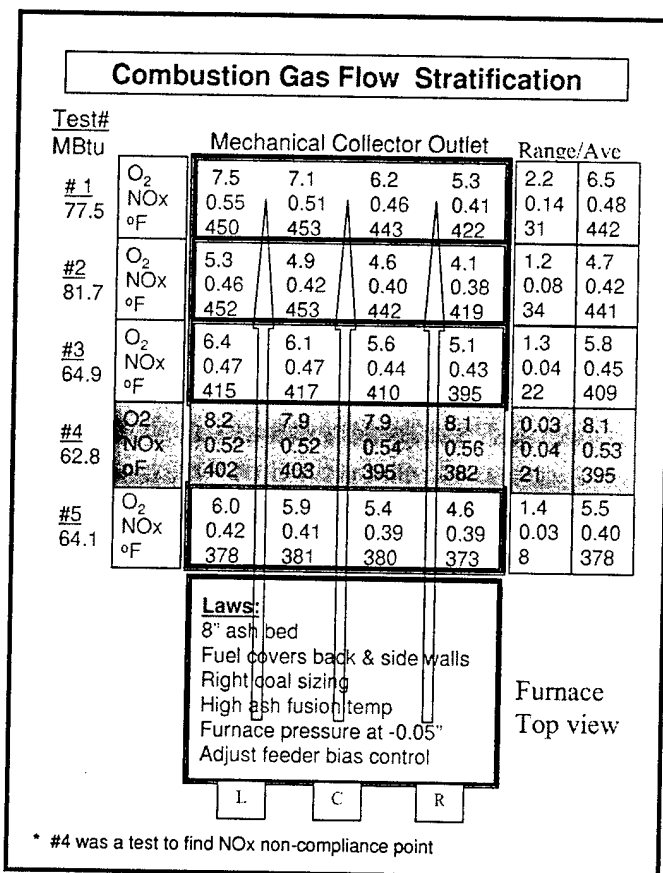 Combustion Gas Flow Stratification
Test#
MBtu
Mechanical Collector Outlet
Range/Ave
# 1
77.5
O₂ 7.5 7.1 6.2 5.3 2.2 6.5
NOx 0.55 0.51 0.46 0.41 0.14 0.48
ºF 450 453 443 422 31 442
#2
81.7
O₂ 5.3 4.9 4.6 4.1 1.2 4.7
NOx 0.46 0.42 0.40 0.38 0.08 0.42
ºF 452 453 442 419 34 441
#3
64.9
O₂ 6.4 6.1 5.6 5.1 1.3 5.8
NOx 0.47 0.47 0.44 0.43 0.04 0.45
ºF 415 417 410 395 22 409
#4
62.8
O2 8.2 7.9 7.9 8.1 0.03 8.1
NOx 0.52 0.52 0.54 0.56 0.04 0.53
oF 402 403 395 382 21 395
#5
64.1
O₂ 6.0 5.9 5.4 4.6 1.4 5.5
NOx 0.42 0.41 0.39 0.39 0.03 0.40
ºF 378 381 380 373 8 378
Laws:
8" ash bed
Fuel covers back & side walls
Right coal sizing
High ash fusion temp
Furnace pressure at -0.05"
Adjust feeder bias control
Furnace
Top view
L C R
* #4 was a test to find NOx non-compliance point